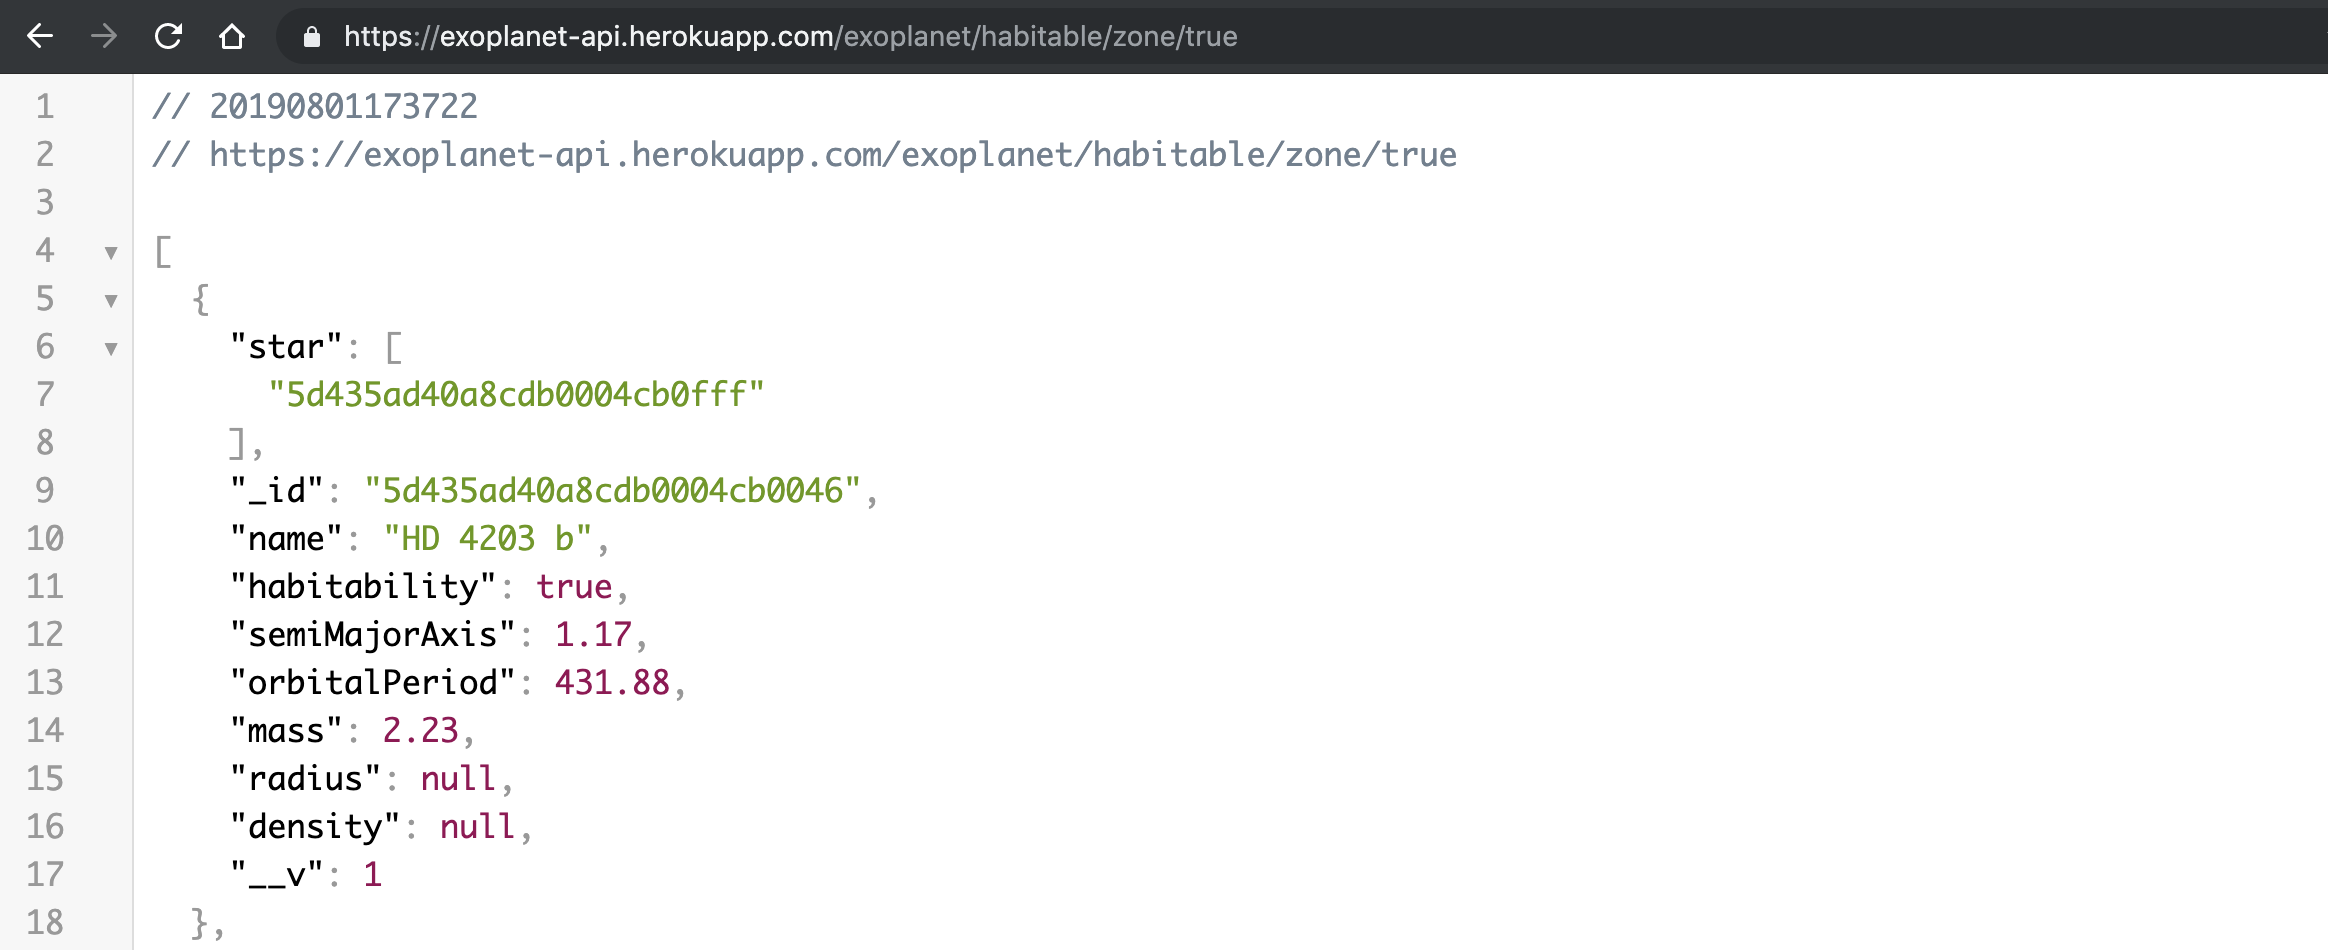 https://exoplanet-api.herokuapp.com/exoplanet/habitable/zone/true
1 // 20190801173722
2 // https://exoplanet-api.herokuapp.com/exoplanet/habitable/zone/true
3
4 ▼ [
5 ▼ {
6 ▼ "star": [
7 "5d435ad40a8cdb0004cb0fff"
8 ],
9 "_id": "5d435ad40a8cdb0004cb0046",
10 "name": "HD 4203 b",
11 "habitability": true,
12 "semiMajorAxis": 1.17,
13 "orbitalPeriod": 431.88,
14 "mass": 2.23,
15 "radius": null,
16 "density": null,
17 "__v": 1
18 },